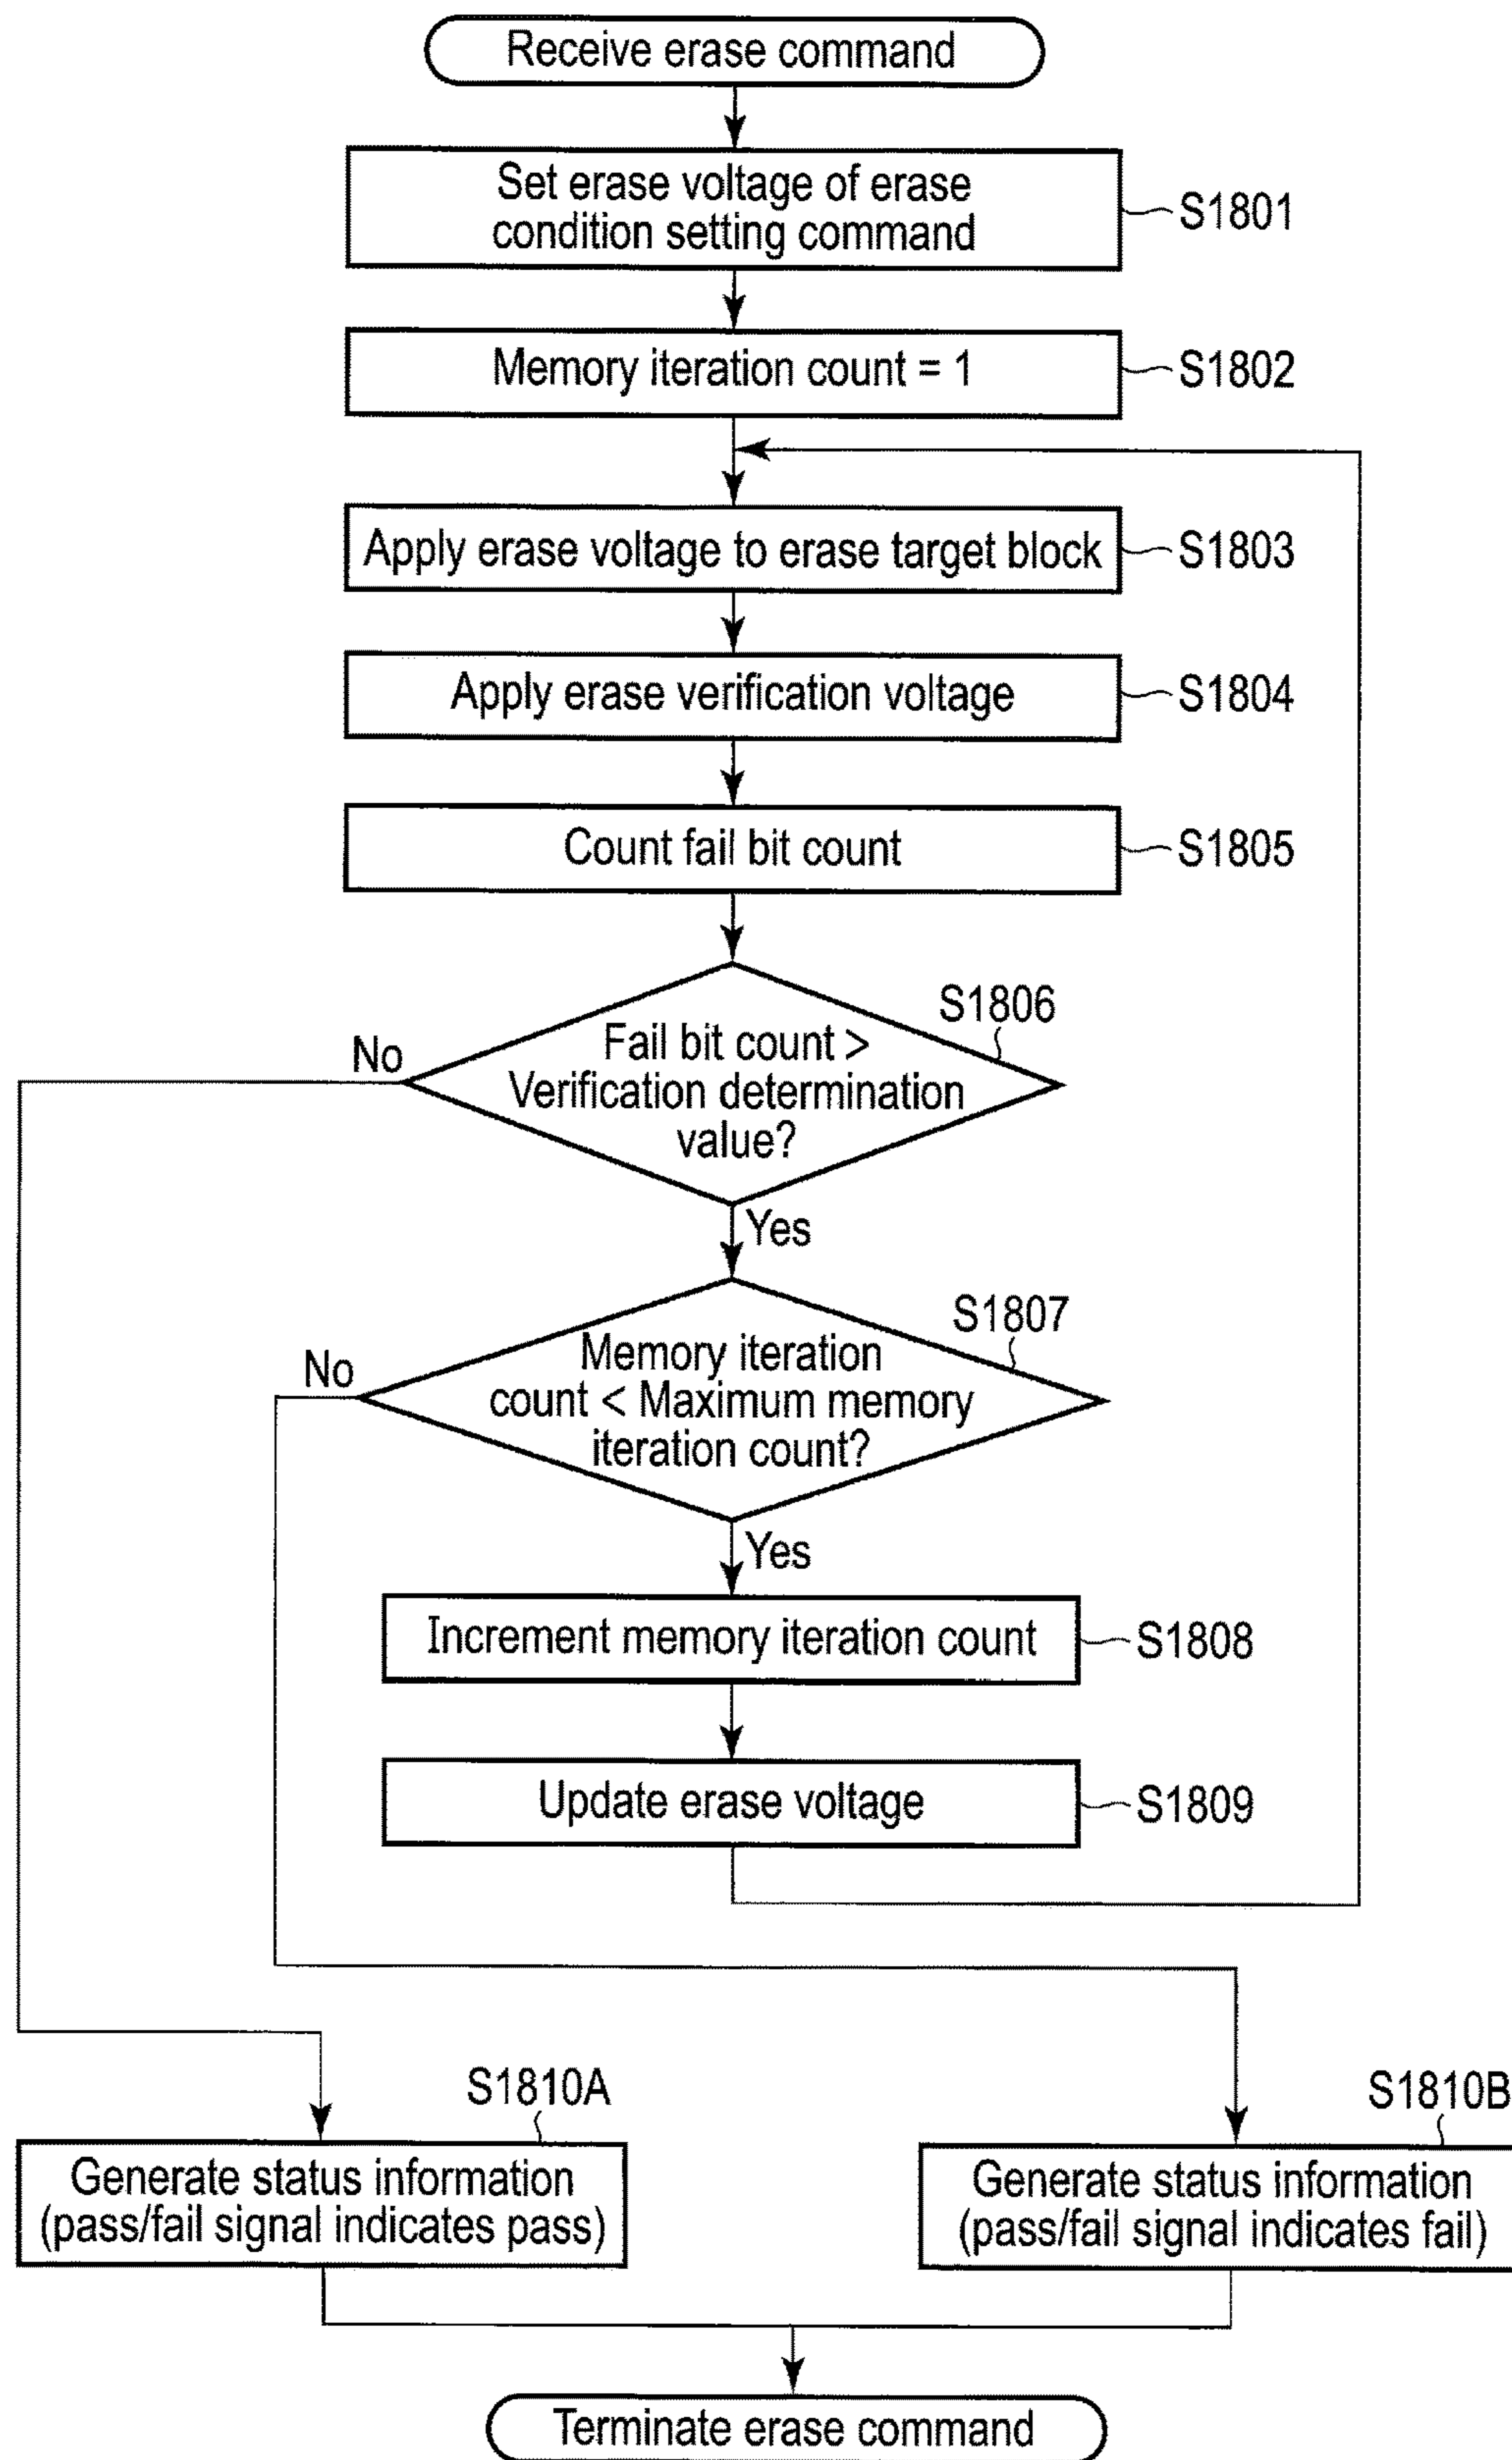 Receive erase command
Set erase voltage of erase
condition setting command
S1801
Memory iteration count = 1
S1802
Apply erase voltage to erase target block
S1803
Apply erase verification voltage
S1804
Count fail bit count
S1805
S1806
Fail bit count >
Verification determination
value?
No
Yes
S1807
Memory iteration
count < Maximum memory
iteration count?
No
Yes
Increment memory iteration count
S1808
Update erase voltage
S1809
S1810A
Generate status information
(pass/fail signal indicates pass)
S1810B
Generate status information
(pass/fail signal indicates fail)
Terminate erase command